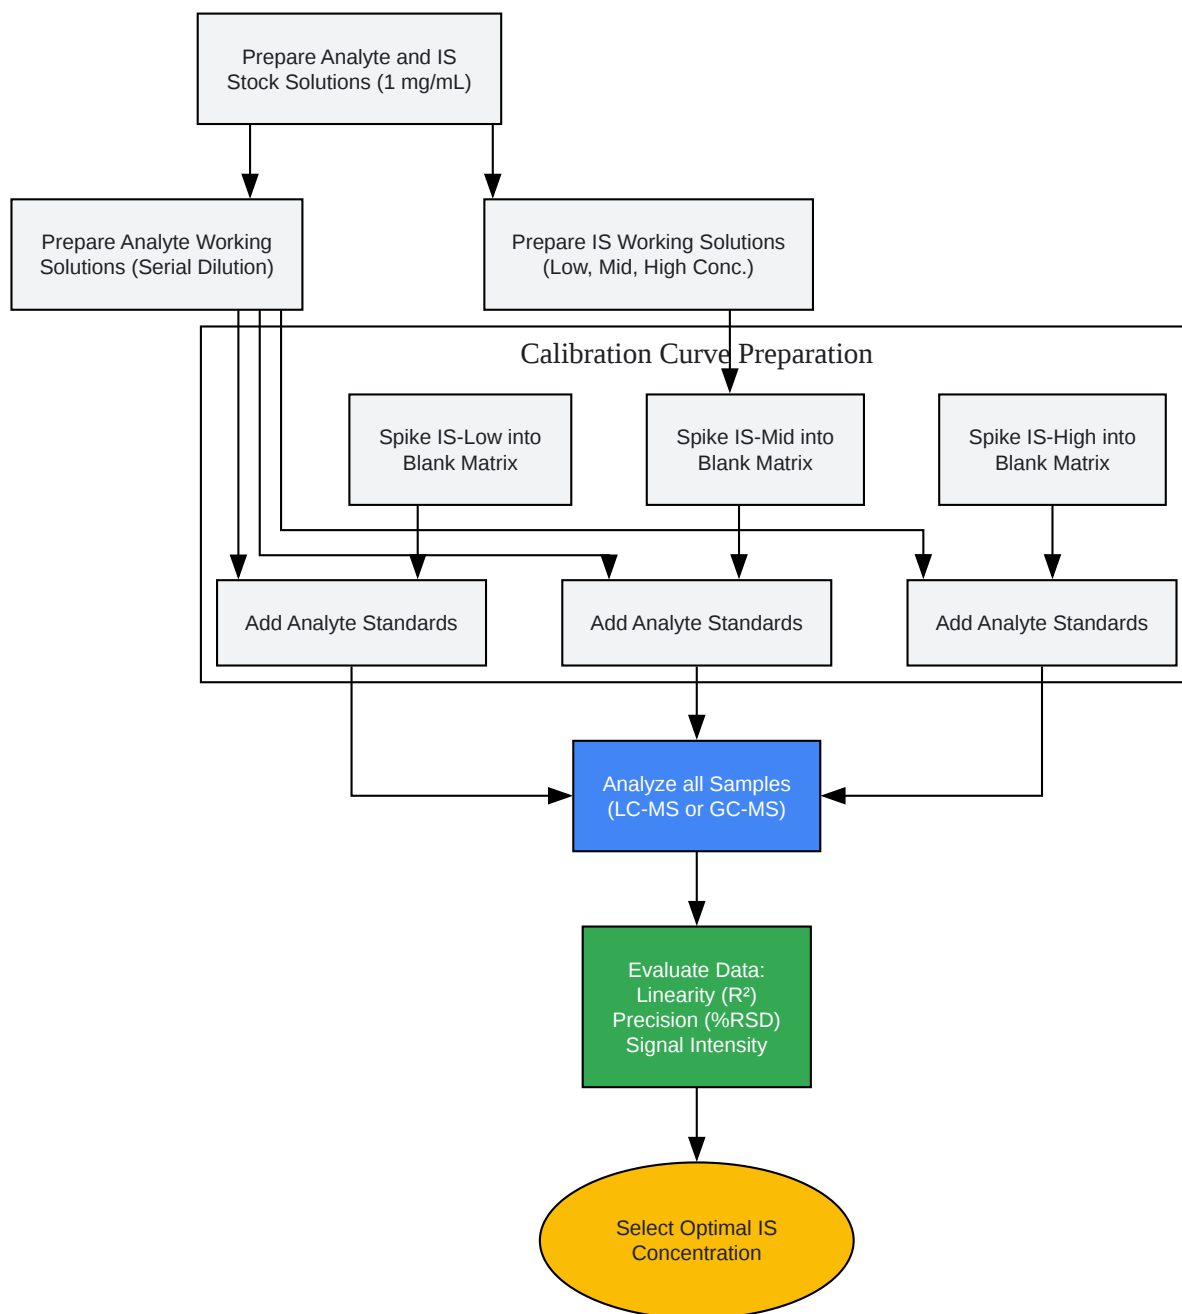 Prepare Analyte and IS
Stock Solutions (1 mg/mL)
Prepare Analyte Working
Solutions (Serial Dilution)
Prepare IS Working Solutions
(Low, Mid, High Conc.)
Calibration Curve Preparation
Spike IS-Low into
Blank Matrix
Spike IS-Mid into
Blank Matrix
Spike IS-High into
Blank Matrix
Add Analyte Standards
Add Analyte Standards
Add Analyte Standards
Analyze all Samples
(LC-MS or GC-MS)
Evaluate Data:
Linearity (R²)
Precision (%RSD)
Signal Intensity
Select Optimal IS
Concentration